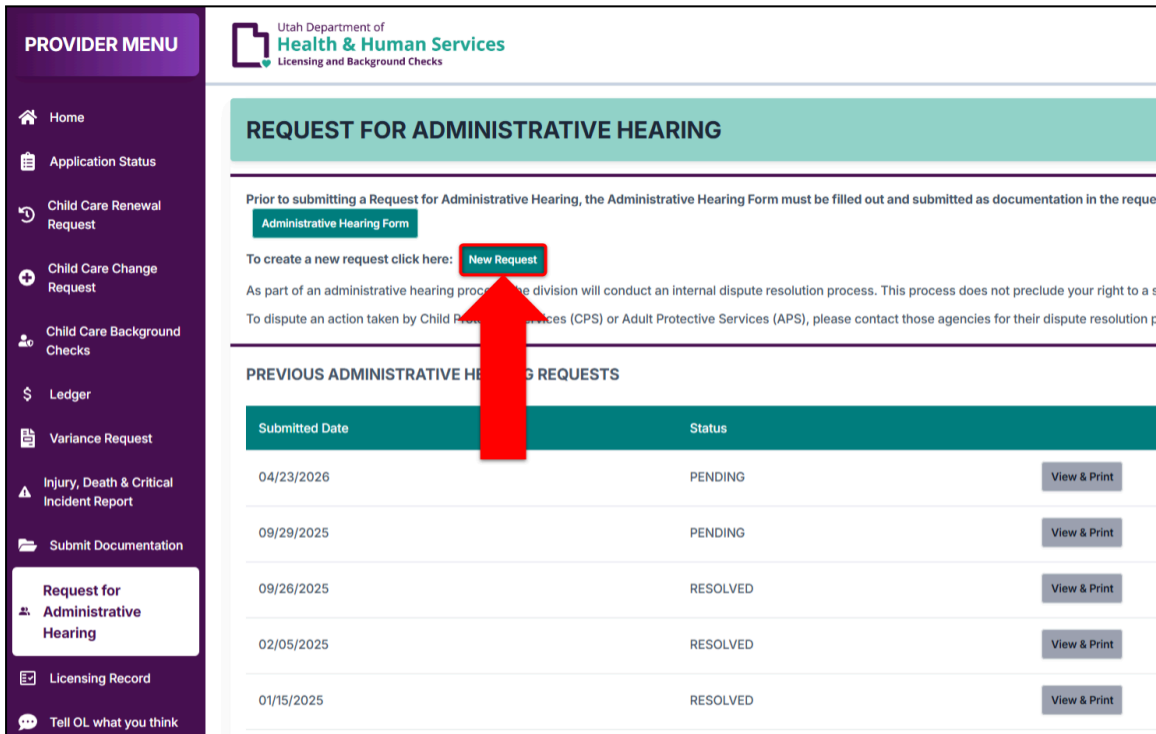 PROVIDER MENU
Home
Application Status
Child Care Renewal
Request
Child Care Change
Request
Child Care Background
Checks
Ledger
Variance Request
Injury, Death & Critical
Incident Report
Submit Documentation
Request for
Administrative
Hearing
Licensing Record
Tell OL what you think
Utah Department of
Health & Human Services
Licensing and Background Checks
REQUEST FOR ADMINISTRATIVE HEARING
Prior to submitting a Request for Administrative Hearing, the Administrative Hearing Form must be filled out and submitted as documentation in the reque
Administrative Hearing Form
To create a new request click here: New Request
As part of an administrative hearing proce he division will conduct an internal dispute resolution process. This process does not preclude your right to a s
To dispute an action taken by Child Pr ices (CPS) or Adult Protective Services (APS), please contact those agencies for their dispute resolution p
PREVIOUS ADMINISTRATIVE HE G REQUESTS
Submitted Date Status
04/23/2026 PENDING View & Print
09/29/2025 PENDING View & Print
09/26/2025 RESOLVED View & Print
02/05/2025 RESOLVED View & Print
01/15/2025 RESOLVED View & Print